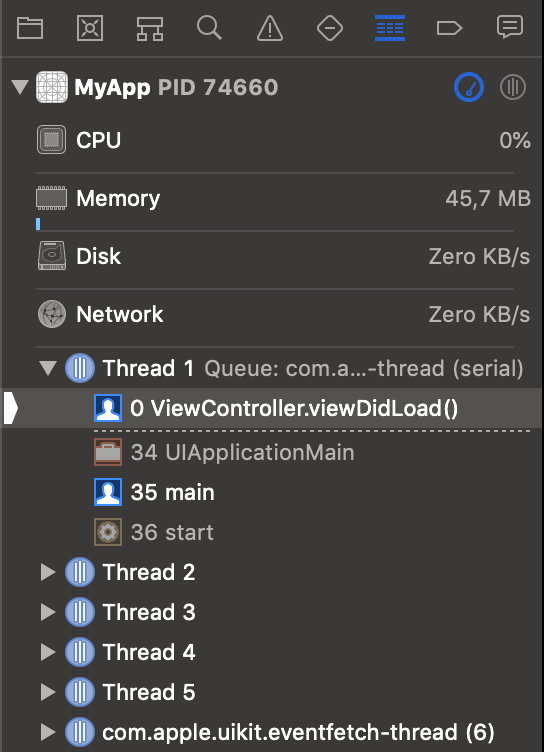 MyApp PID 74660
CPU 0%
Memory 45,7 MB
Disk Zero KB/s
Network Zero KB/s
Thread 1 Queue: com.a...-thread (serial)
0 ViewController.viewDidLoad()
34 UIApplicationMain
35 main
36 start
Thread 2
Thread 3
Thread 4
Thread 5
com.apple.uikit.eventfetch-thread (6)